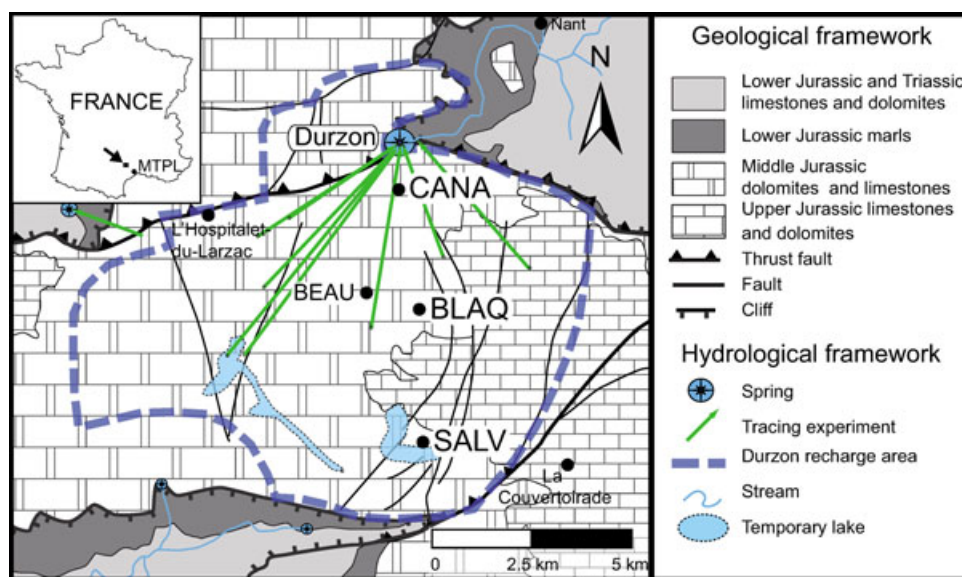 FRANCE
MTPL
Nant
N
Durzon
CANA
L'Hospitalet-
du-Larzac
BEAU
BLAQ
SALV
La
Couvertoirade
0
2.5 km
5 km
Geological framework
Lower Jurassic and Triassic
limestones and dolomites
Lower Jurassic marls
Middle Jurassic
dolomites and limestones
Upper Jurassic limestones
and dolomites
Thrust fault
Fault
Cliff
Hydrological framework
Spring
Tracing experiment
Durzon recharge area
Stream
Temporary lake